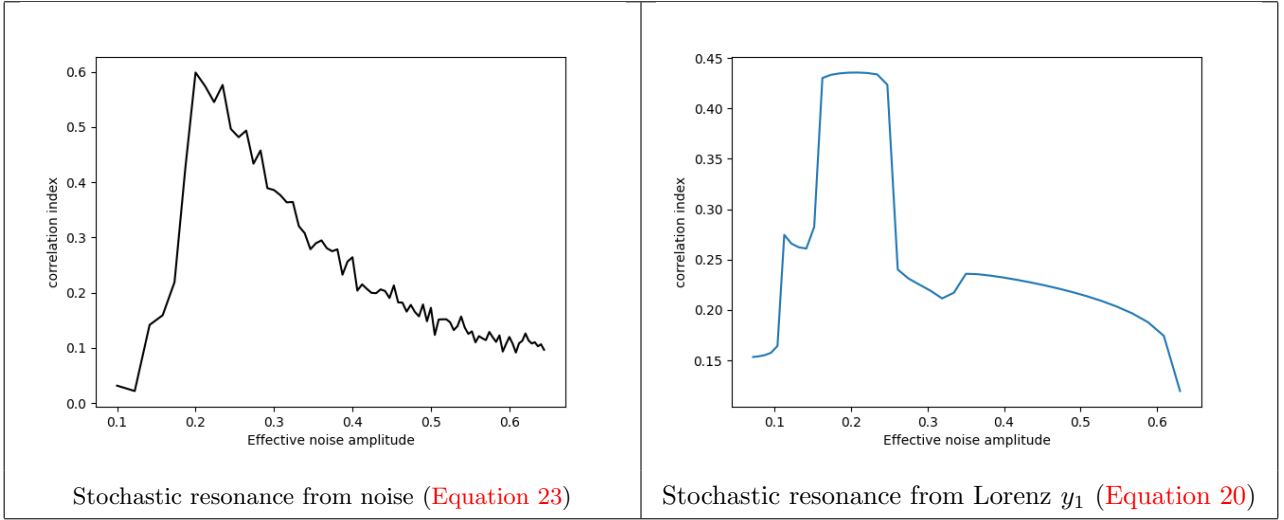 correlation index
0.6
0.5
0.4
0.3
0.2
0.1
0.0
0.1 0.2 0.3 0.4 0.5 0.6
Effective noise amplitude
Stochastic resonance from noise (Equation 23)
correlation index
0.45
0.40
0.35
0.30
0.25
0.20
0.15
0.1 0.2 0.3 0.4 0.5 0.6
Effective noise amplitude
Stochastic resonance from Lorenz y₁ (Equation 20)